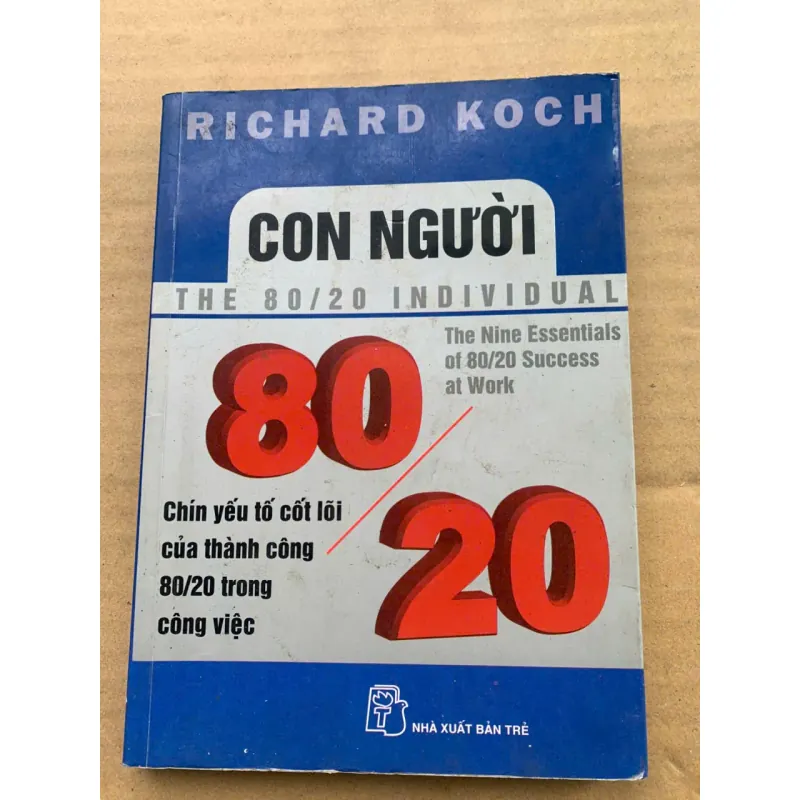 RICHARD KOCH
CON NGƯỜI
THE 80/20 INDIVIDUAL
The Nine Essentials
of 80/20 Success
at Work
80/20
Chín yếu tố cốt lõi
của thành công
80/20 trong
công việc
T
NHÀ XUẤT BẢN TRẺ